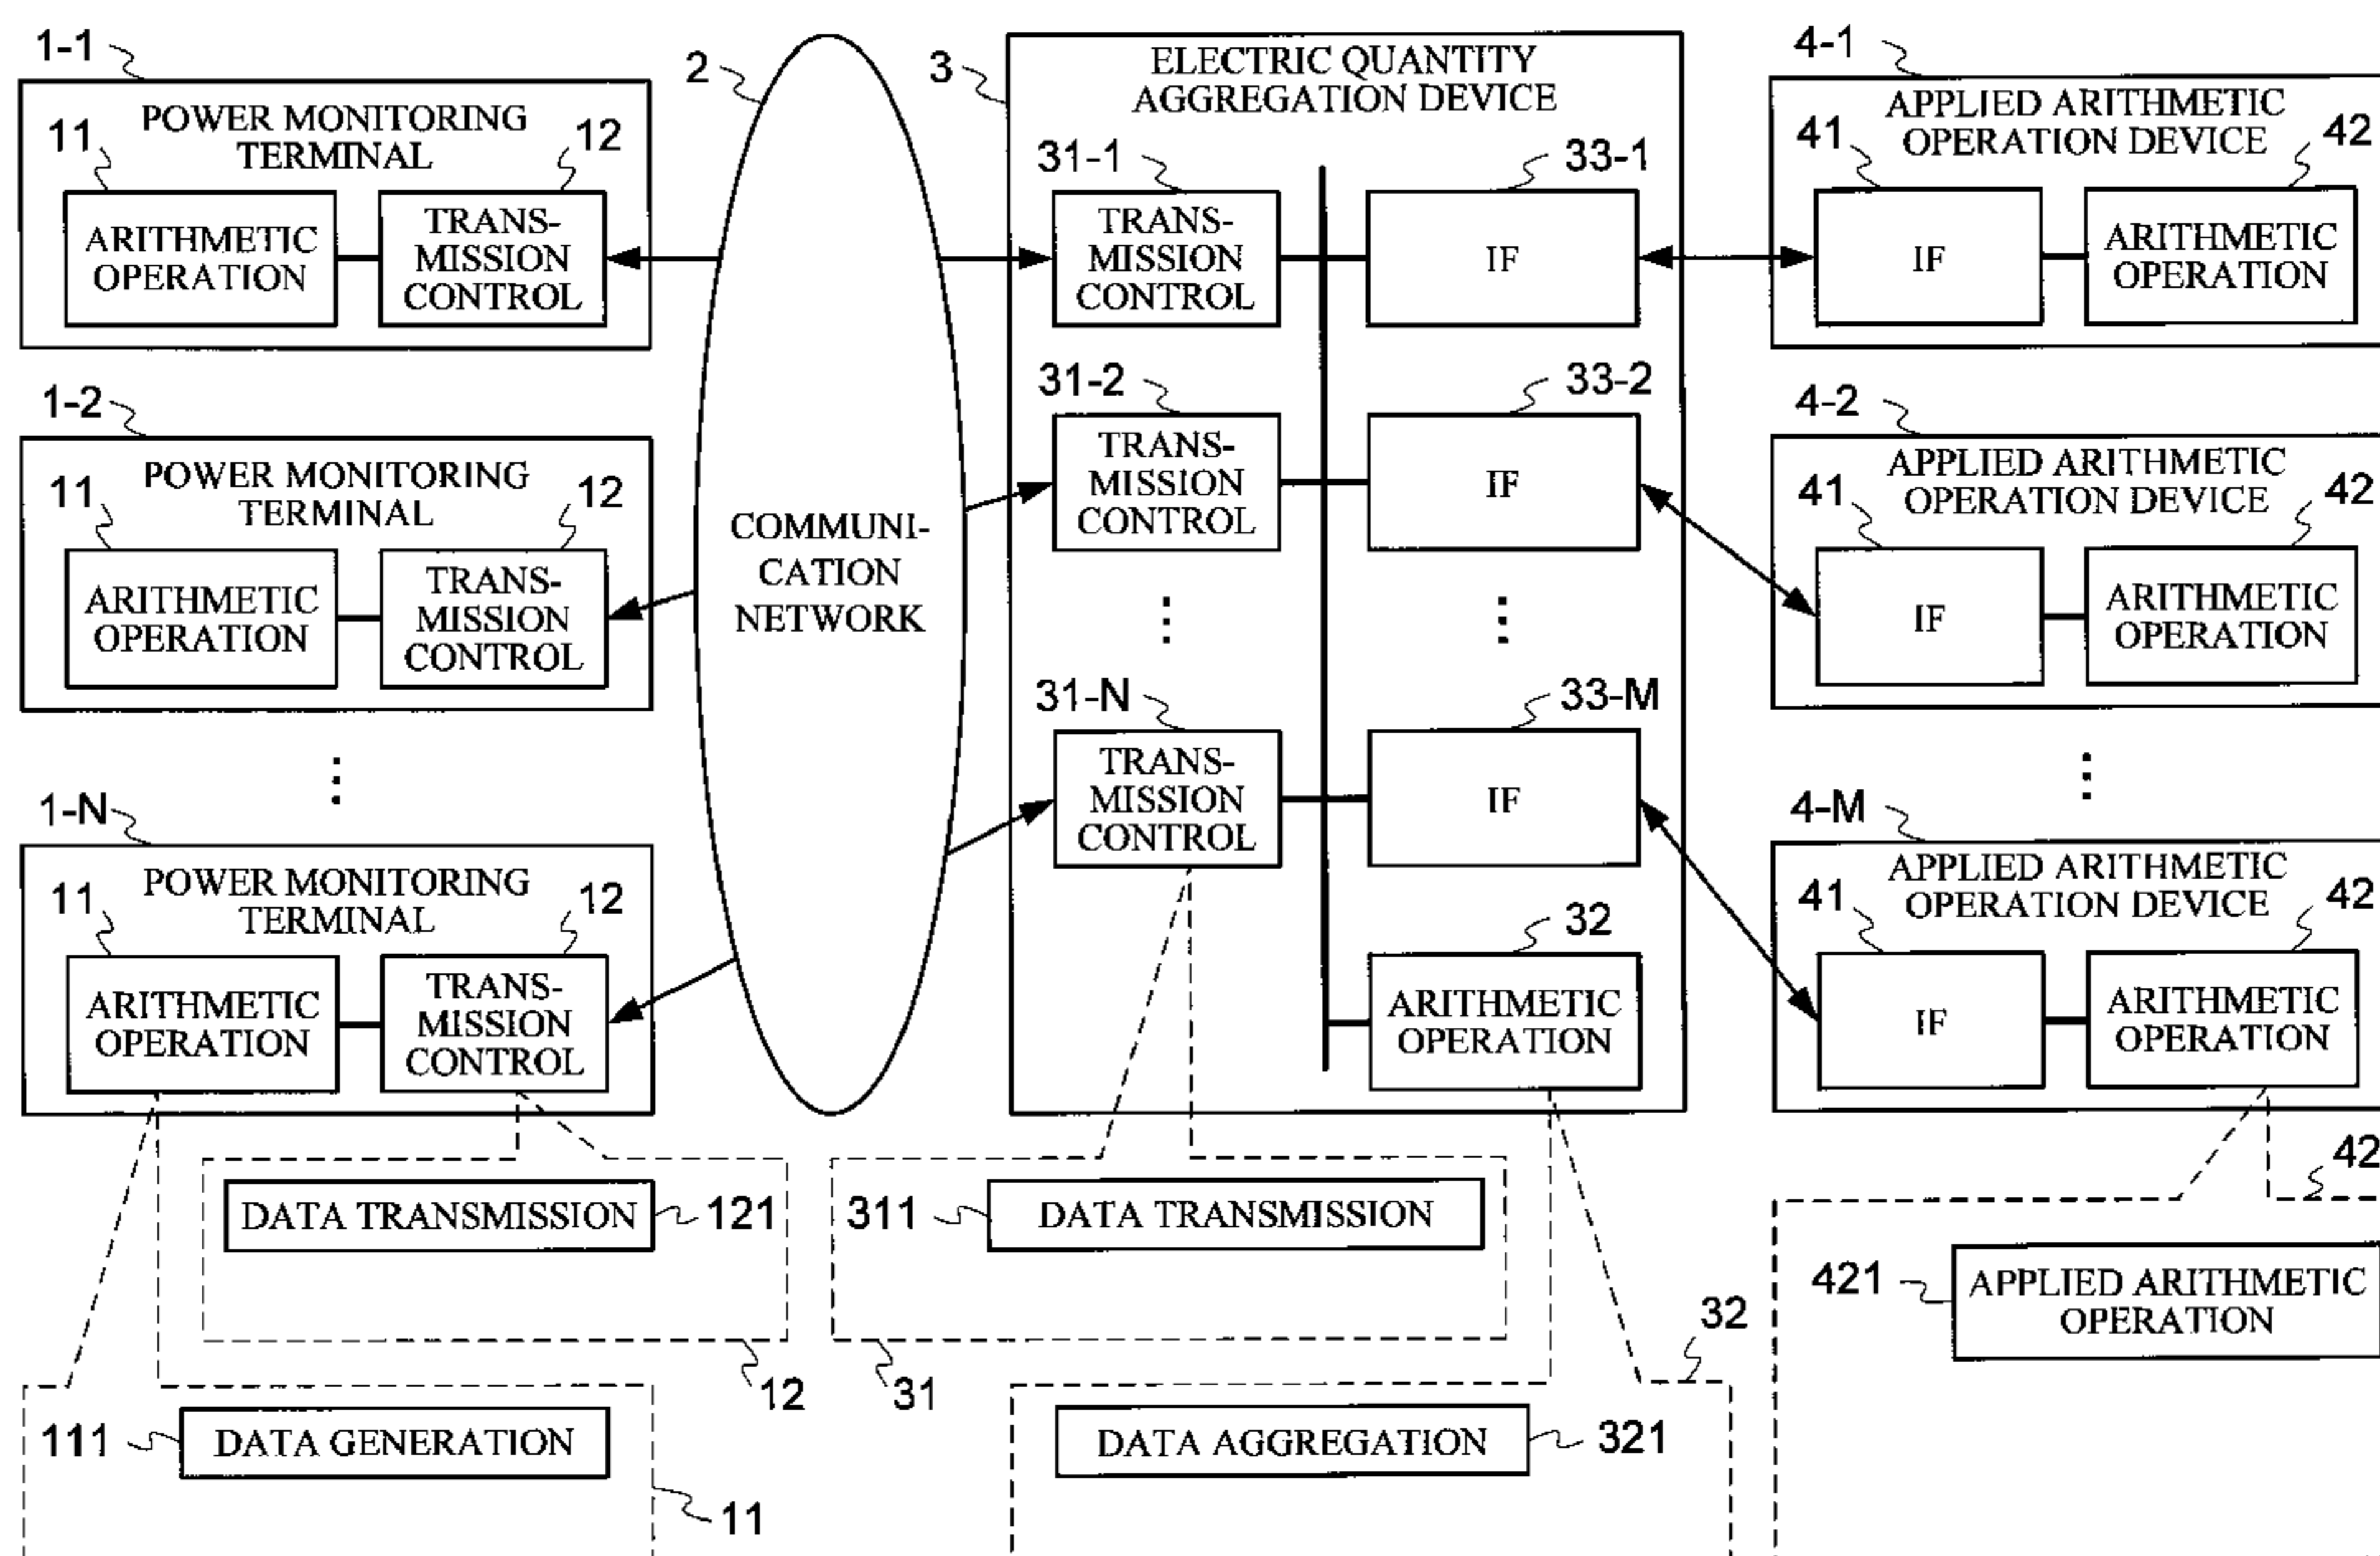 1-1
POWER MONITORING
TERMINAL
11
12
ARITHMETIC
OPERATION
TRANS-
MISSION
CONTROL
1-2
POWER MONITORING
TERMINAL
11
12
ARITHMETIC
OPERATION
TRANS-
MISSION
CONTROL
1-N
POWER MONITORING
TERMINAL
11
12
ARITHMETIC
OPERATION
TRANS-
MISSION
CONTROL
2
COMMUNI-
CATION
NETWORK
3
ELECTRIC QUANTITY
AGGREGATION DEVICE
31-1
TRANS-
MISSION
CONTROL
33-1
IF
31-2
TRANS-
MISSION
CONTROL
33-2
IF
31-N
TRANS-
MISSION
CONTROL
33-M
IF
32
ARITHMETIC
OPERATION
4-1
APPLIED ARITHMETIC
OPERATION DEVICE
41
42
IF
ARITHMETIC
OPERATION
4-2
APPLIED ARITHMETIC
OPERATION DEVICE
41
42
IF
ARITHMETIC
OPERATION
4-M
APPLIED ARITHMETIC
OPERATION DEVICE
41
42
IF
ARITHMETIC
OPERATION
DATA TRANSMISSION
121
12
311
DATA TRANSMISSION
31
42
421
APPLIED ARITHMETIC
OPERATION
111
DATA GENERATION
11
32
DATA AGGREGATION
321